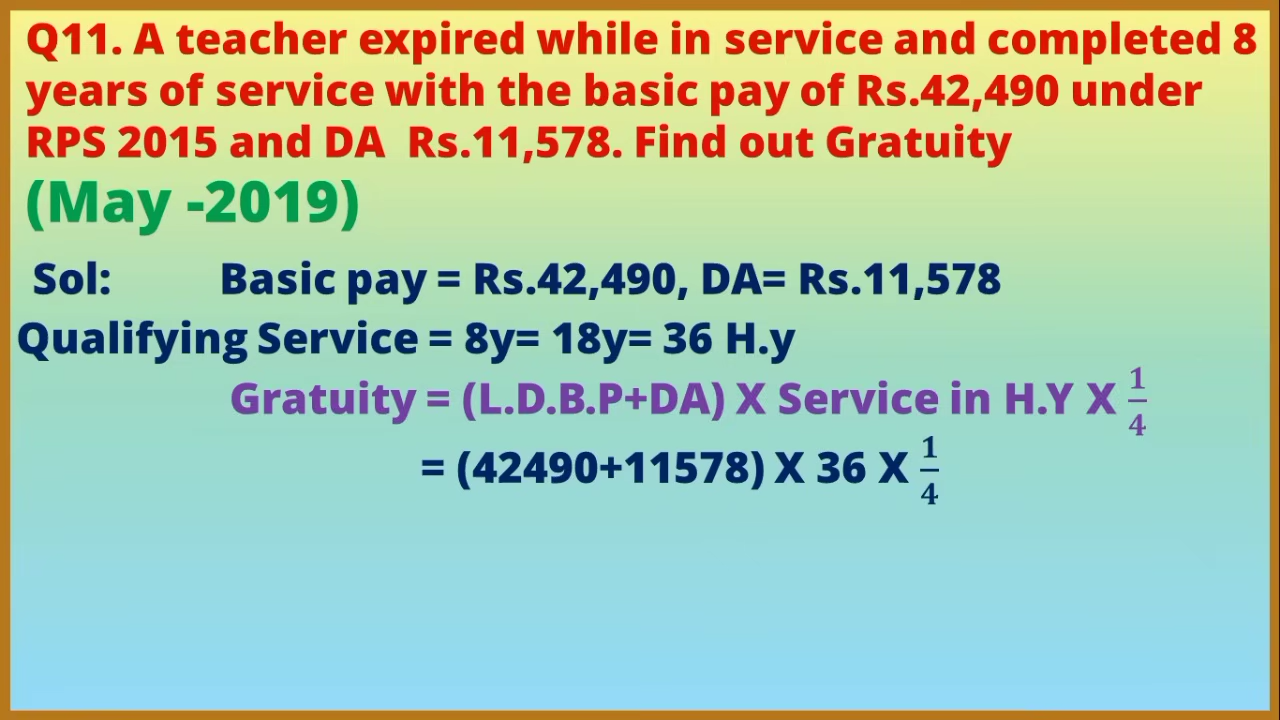 Q11. A teacher expired while in service and completed 8
years of service with the basic pay of Rs.42,490 under
RPS 2015 and DA Rs.11,578. Find out Gratuity
(May -2019)
Sol: Basic pay = Rs.42,490, DA= Rs.11,578
Qualifying Service = 8y= 18y= 36 H.y
Gratuity = (L.D.B.P+DA) X Service in H.Y X 1/4
= (42490+11578) X 36 X 1/4